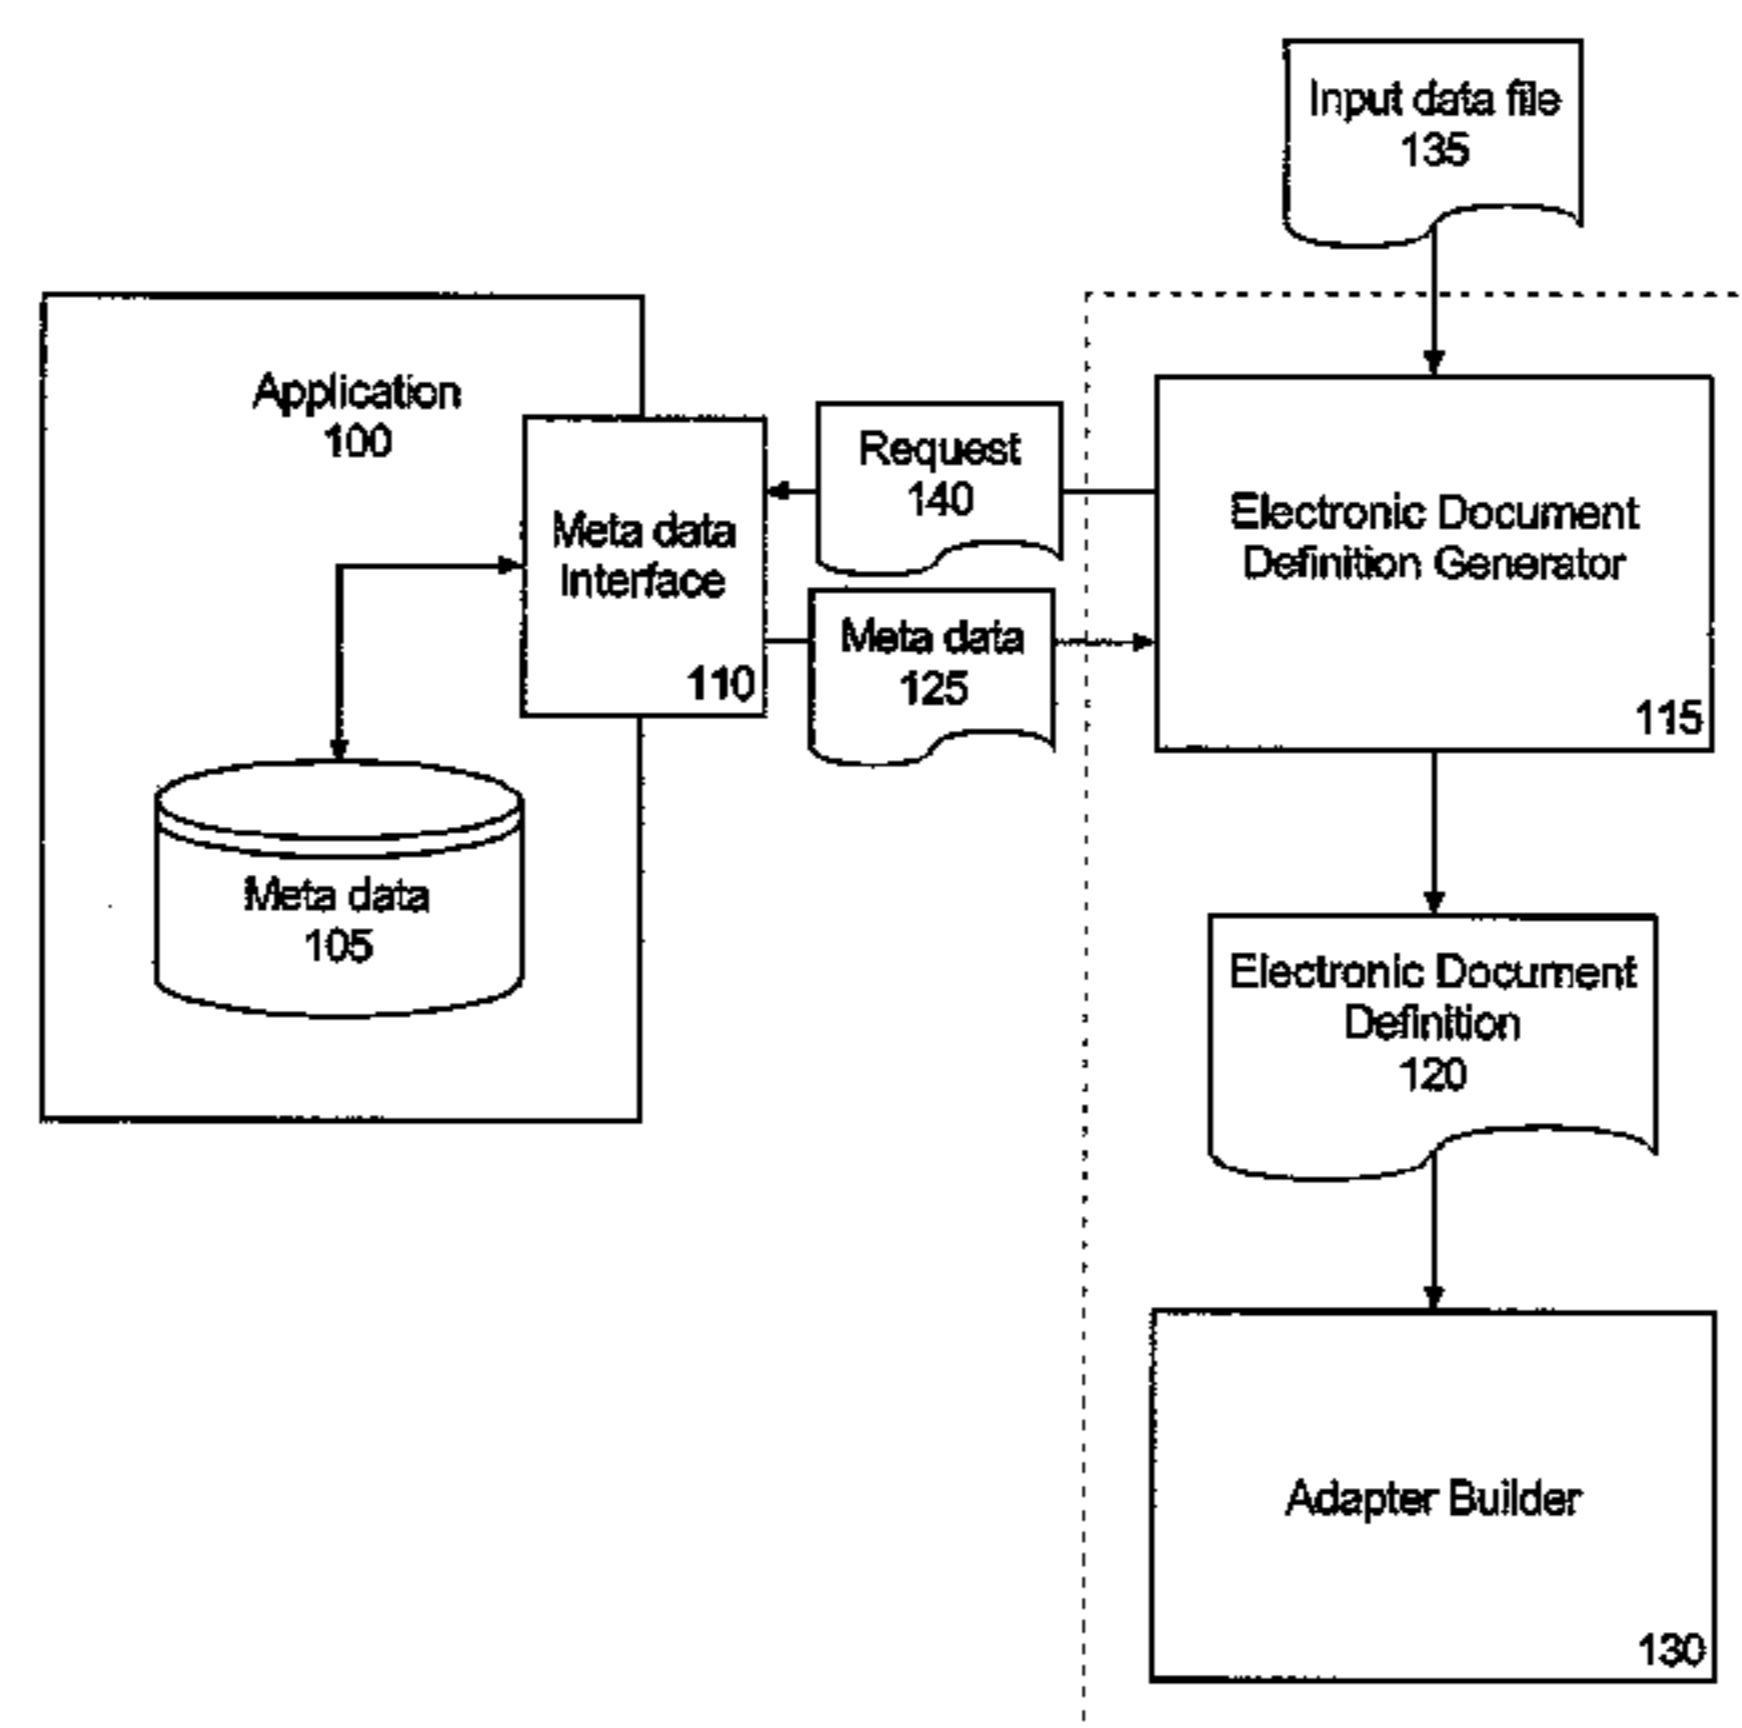 Input data file
135
Application
100
Request
140
Meta data
Interface
110
Meta data
125
Electronic Document
Definition Generator
115
Meta data
105
Electronic Document
Definition
120
Adapter Builder
130